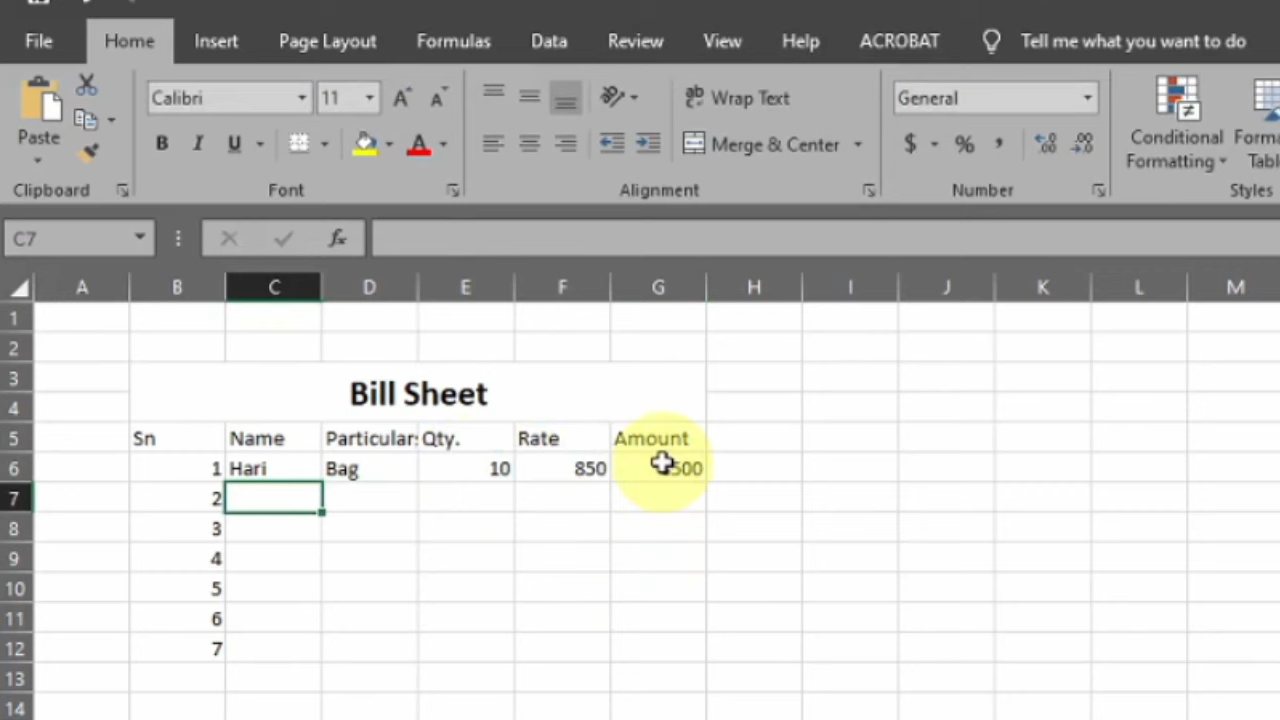 File Home Insert Page Layout Formulas Data Review View Help ACROBAT Tell me what you want to do
Calibri 11 Wrap Text General
Paste B I U Merge & Center $ % , Conditional
Formatting
Clipboard Font Alignment Number Styles
C7 fx
A B C D E F G H I J K L M
1
2
3 Bill Sheet
4
5 Sn Name Particular Qty. Rate Amount
6 1 Hari Bag 10 850
7 2
8 3
9 4
10 5
11 6
12 7
13
14